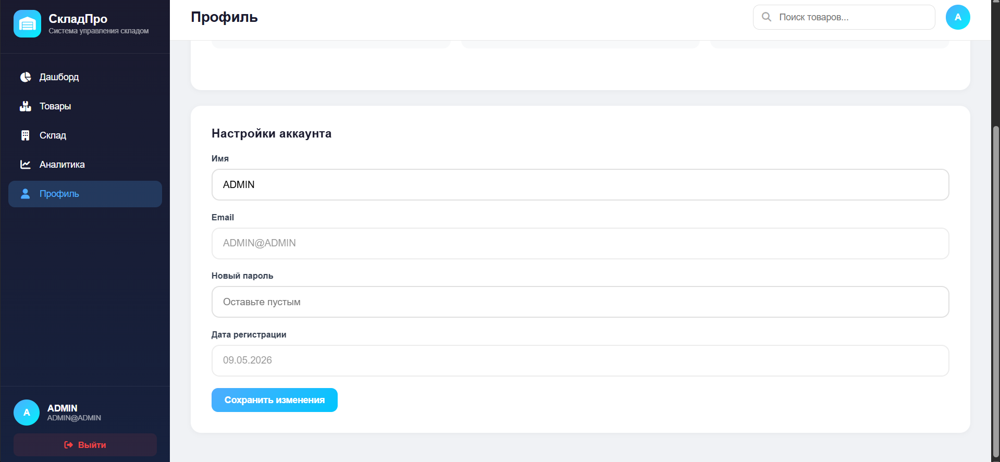 СкладПро
Система управления складом
Дашборд
Товары
Склад
Аналитика
Профиль
ADMIN
A
ADMIN@ADMIN
Выйти
Профиль
Поиск товаров...
A
Настройки аккаунта
Имя
ADMIN
Email
ADMIN@ADMIN
Новый пароль
Оставьте пустым
Дата регистрации
09.05.2026
Сохранить изменения